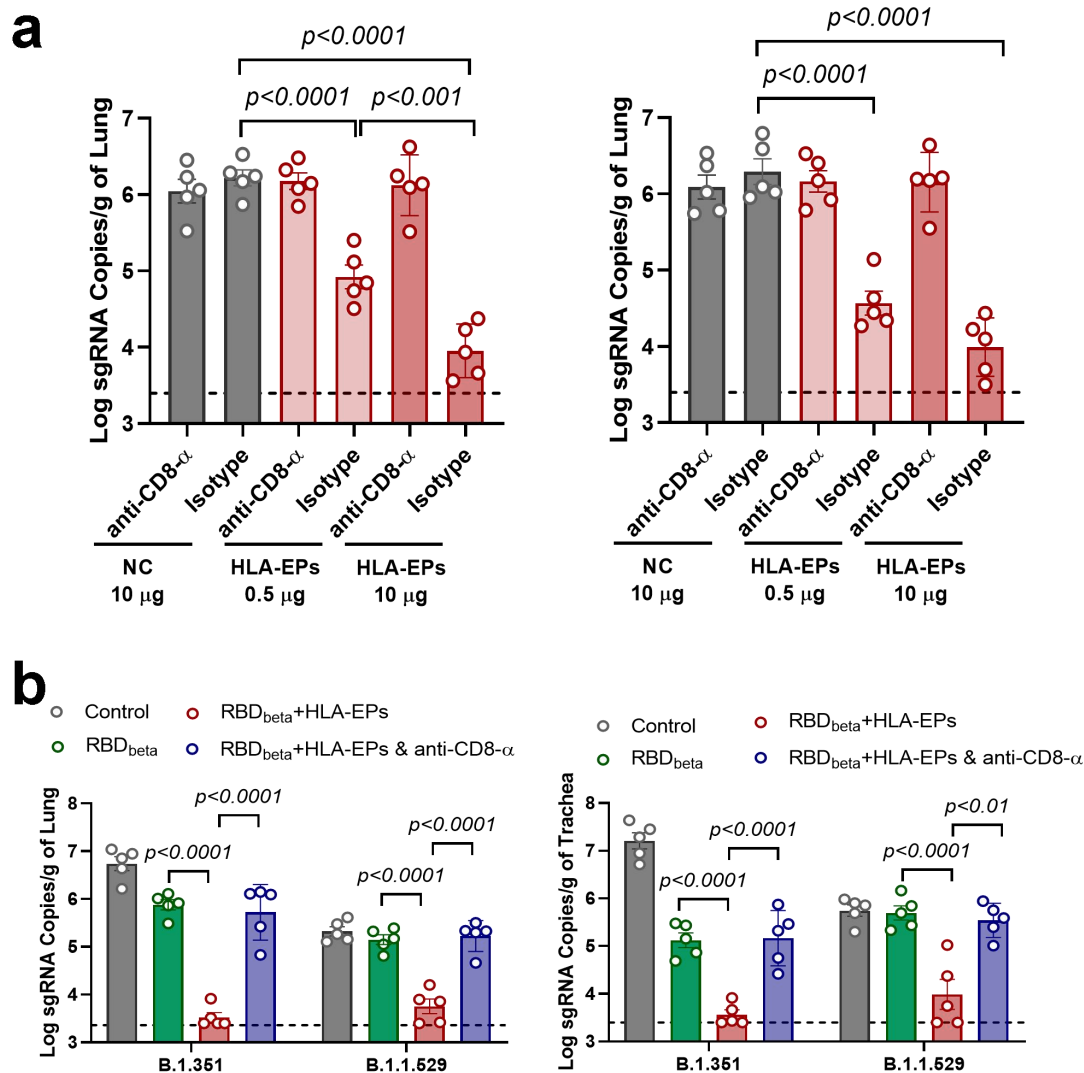 a
p<0.0001
p<0.0001
p<0.001
Log sgRNA Copies/g of Lung
7
6
5
4
3
anti-CD8-α
Isotype
anti-CD8-α
Isotype
anti-CD8-α
Isotype
NC
10 μg
HLA-EPs
0.5 μg
HLA-EPs
10 μg
p<0.0001
p<0.0001
Log sgRNA Copies/g of Lung
7
6
5
4
3
anti-CD8-α
Isotype
anti-CD8-α
Isotype
anti-CD8-α
Isotype
NC
10 μg
HLA-EPs
0.5 μg
HLA-EPs
10 μg
b
Control
RBDbeta+HLA-EPs
RBDbeta
RBDbeta+HLA-EPs & anti-CD8-α
p<0.0001
p<0.0001
p<0.0001
p<0.0001
Log sgRNA Copies/g of Lung
8
7
6
5
4
3
B.1.351
B.1.1.529
Control
RBDbeta+HLA-EPs
RBDbeta
RBDbeta+HLA-EPs & anti-CD8-α
p<0.01
p<0.0001
p<0.0001
p<0.0001
Log sgRNA Copies/g of Trachea
8
7
6
5
4
3
B.1.351
B.1.1.529